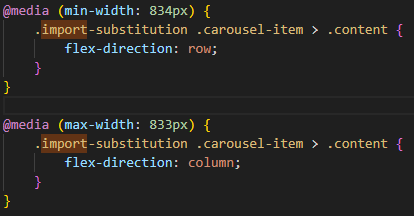 @media (min-width: 834px) {
.import-substitution .carousel-item > .content {
flex-direction: row;
}
}
@media (max-width: 833px) {
.import-substitution .carousel-item > .content {
flex-direction: column;
}
}